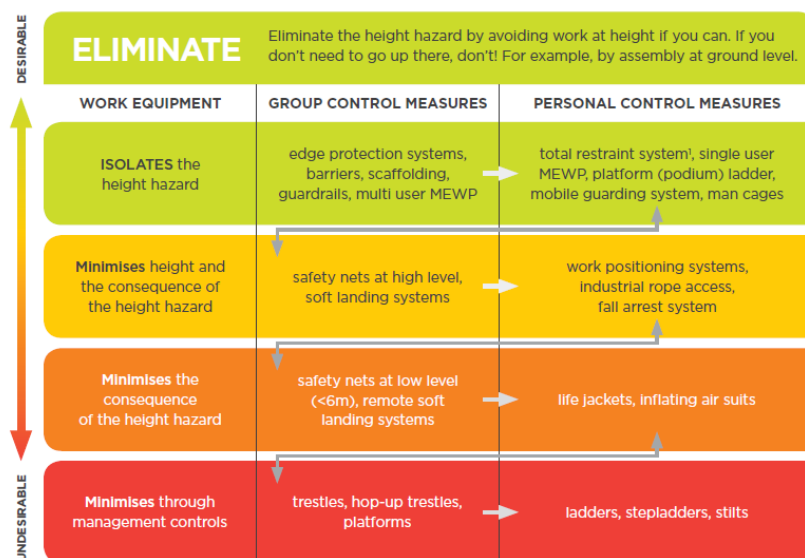 DESIRABLE
ELIMINATE
Eliminate the height hazard by avoiding work at height if you can. If you
don't need to go up there, don't! For example, by assembly at ground level.
WORK EQUIPMENT
GROUP CONTROL MEASURES
PERSONAL CONTROL MEASURES
ISOLATES the
height hazard
edge protection systems,
barriers, scaffolding,
guardrails, multi user MEWP
total restraint system¹, single user
MEWP, platform (podium) ladder,
mobile guarding system, man cages
Minimises height and
the consequence of
the height hazard
safety nets at high level,
soft landing systems
work positioning systems,
industrial rope access,
fall arrest system
Minimises the
consequence
of the height hazard
safety nets at low level
(<6m), remote soft
landing systems
life jackets, inflating air suits
Minimises through
management controls
trestles, hop-up trestles,
platforms
ladders, stepladders, stilts
UNDESIRABLE